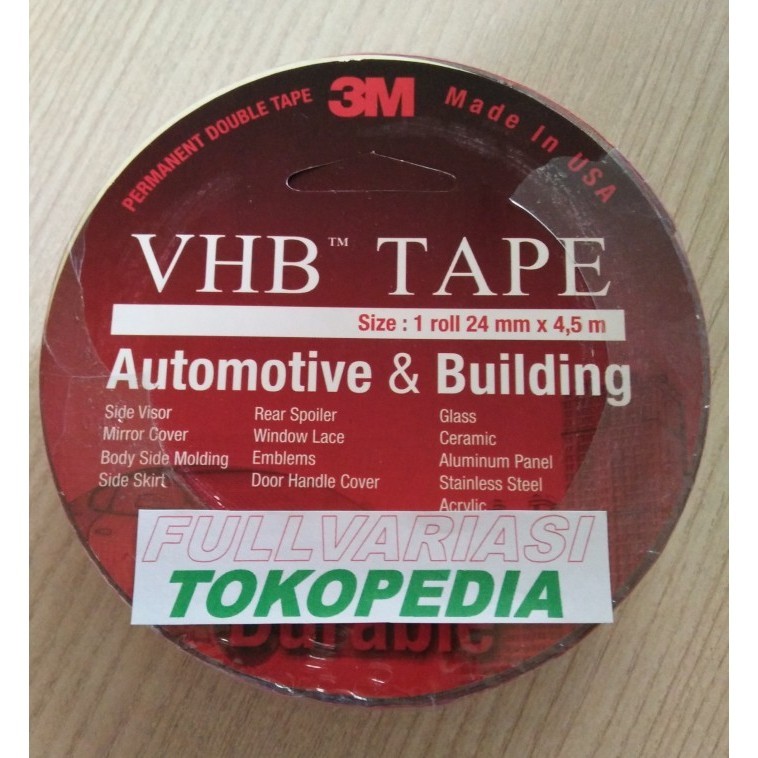 PERMANENT DOUBLE TAPE 3M Made In USA
VHB™ TAPE
Size : 1 roll 24 mm x 4,5 m
Automotive & Building
Side Visor
Mirror Cover
Body Side Molding
Side Skirt
Rear Spoiler
Window Lace
Emblems
Door Handle Cover
Glass
Ceramic
Aluminum Panel
Stainless Steel
Acrylic
FULLVARIASI
TOKOPEDIA
Durable